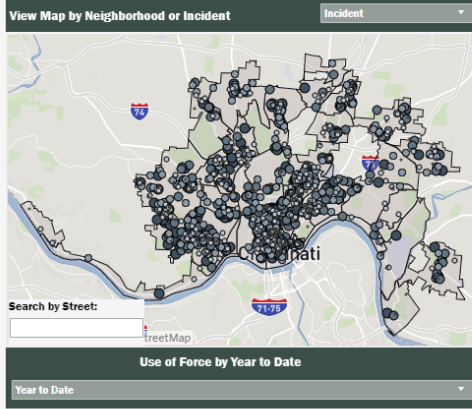 View Map by Neighborhood or Incident
Incident
74
71
Cincinnati
71-75
Search by Street:
treetMap
Use of Force by Year to Date
Year to Date